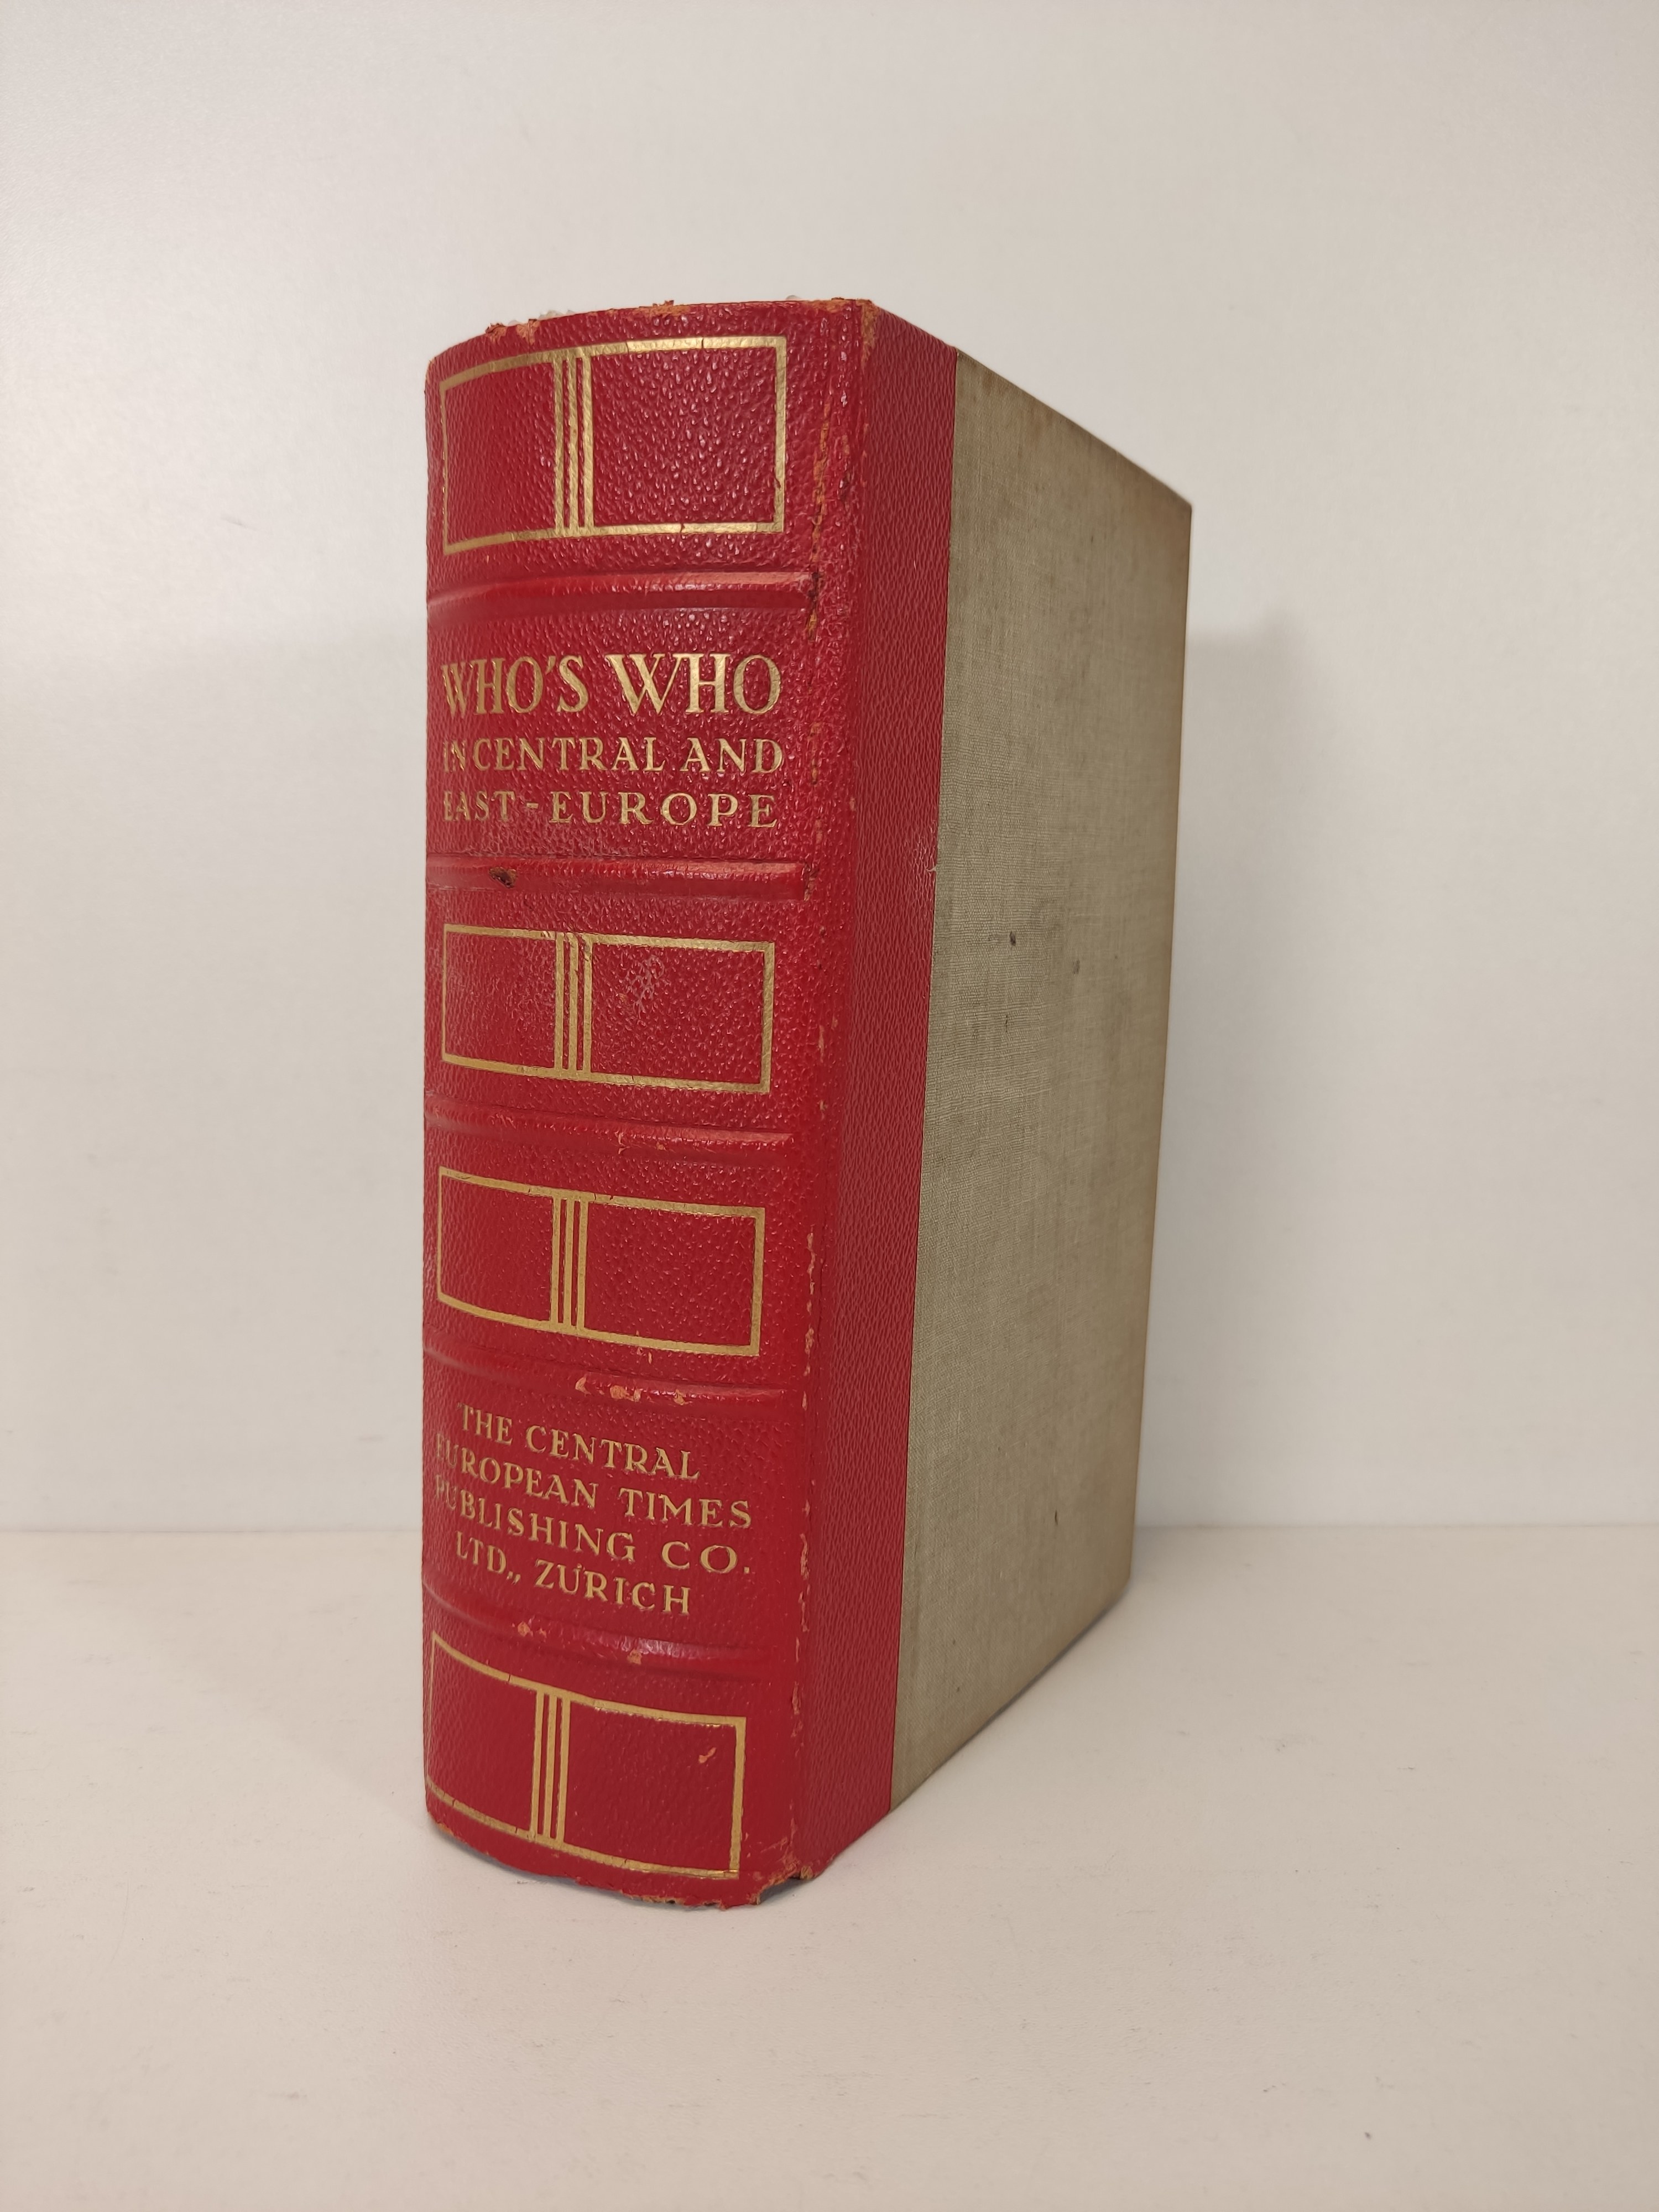 WHO'S WHO
IN CENTRAL AND
EAST-EUROPE
THE CENTRAL
EUROPEAN TIMES
PUBLISHING CO.
LTD,, ZURICH